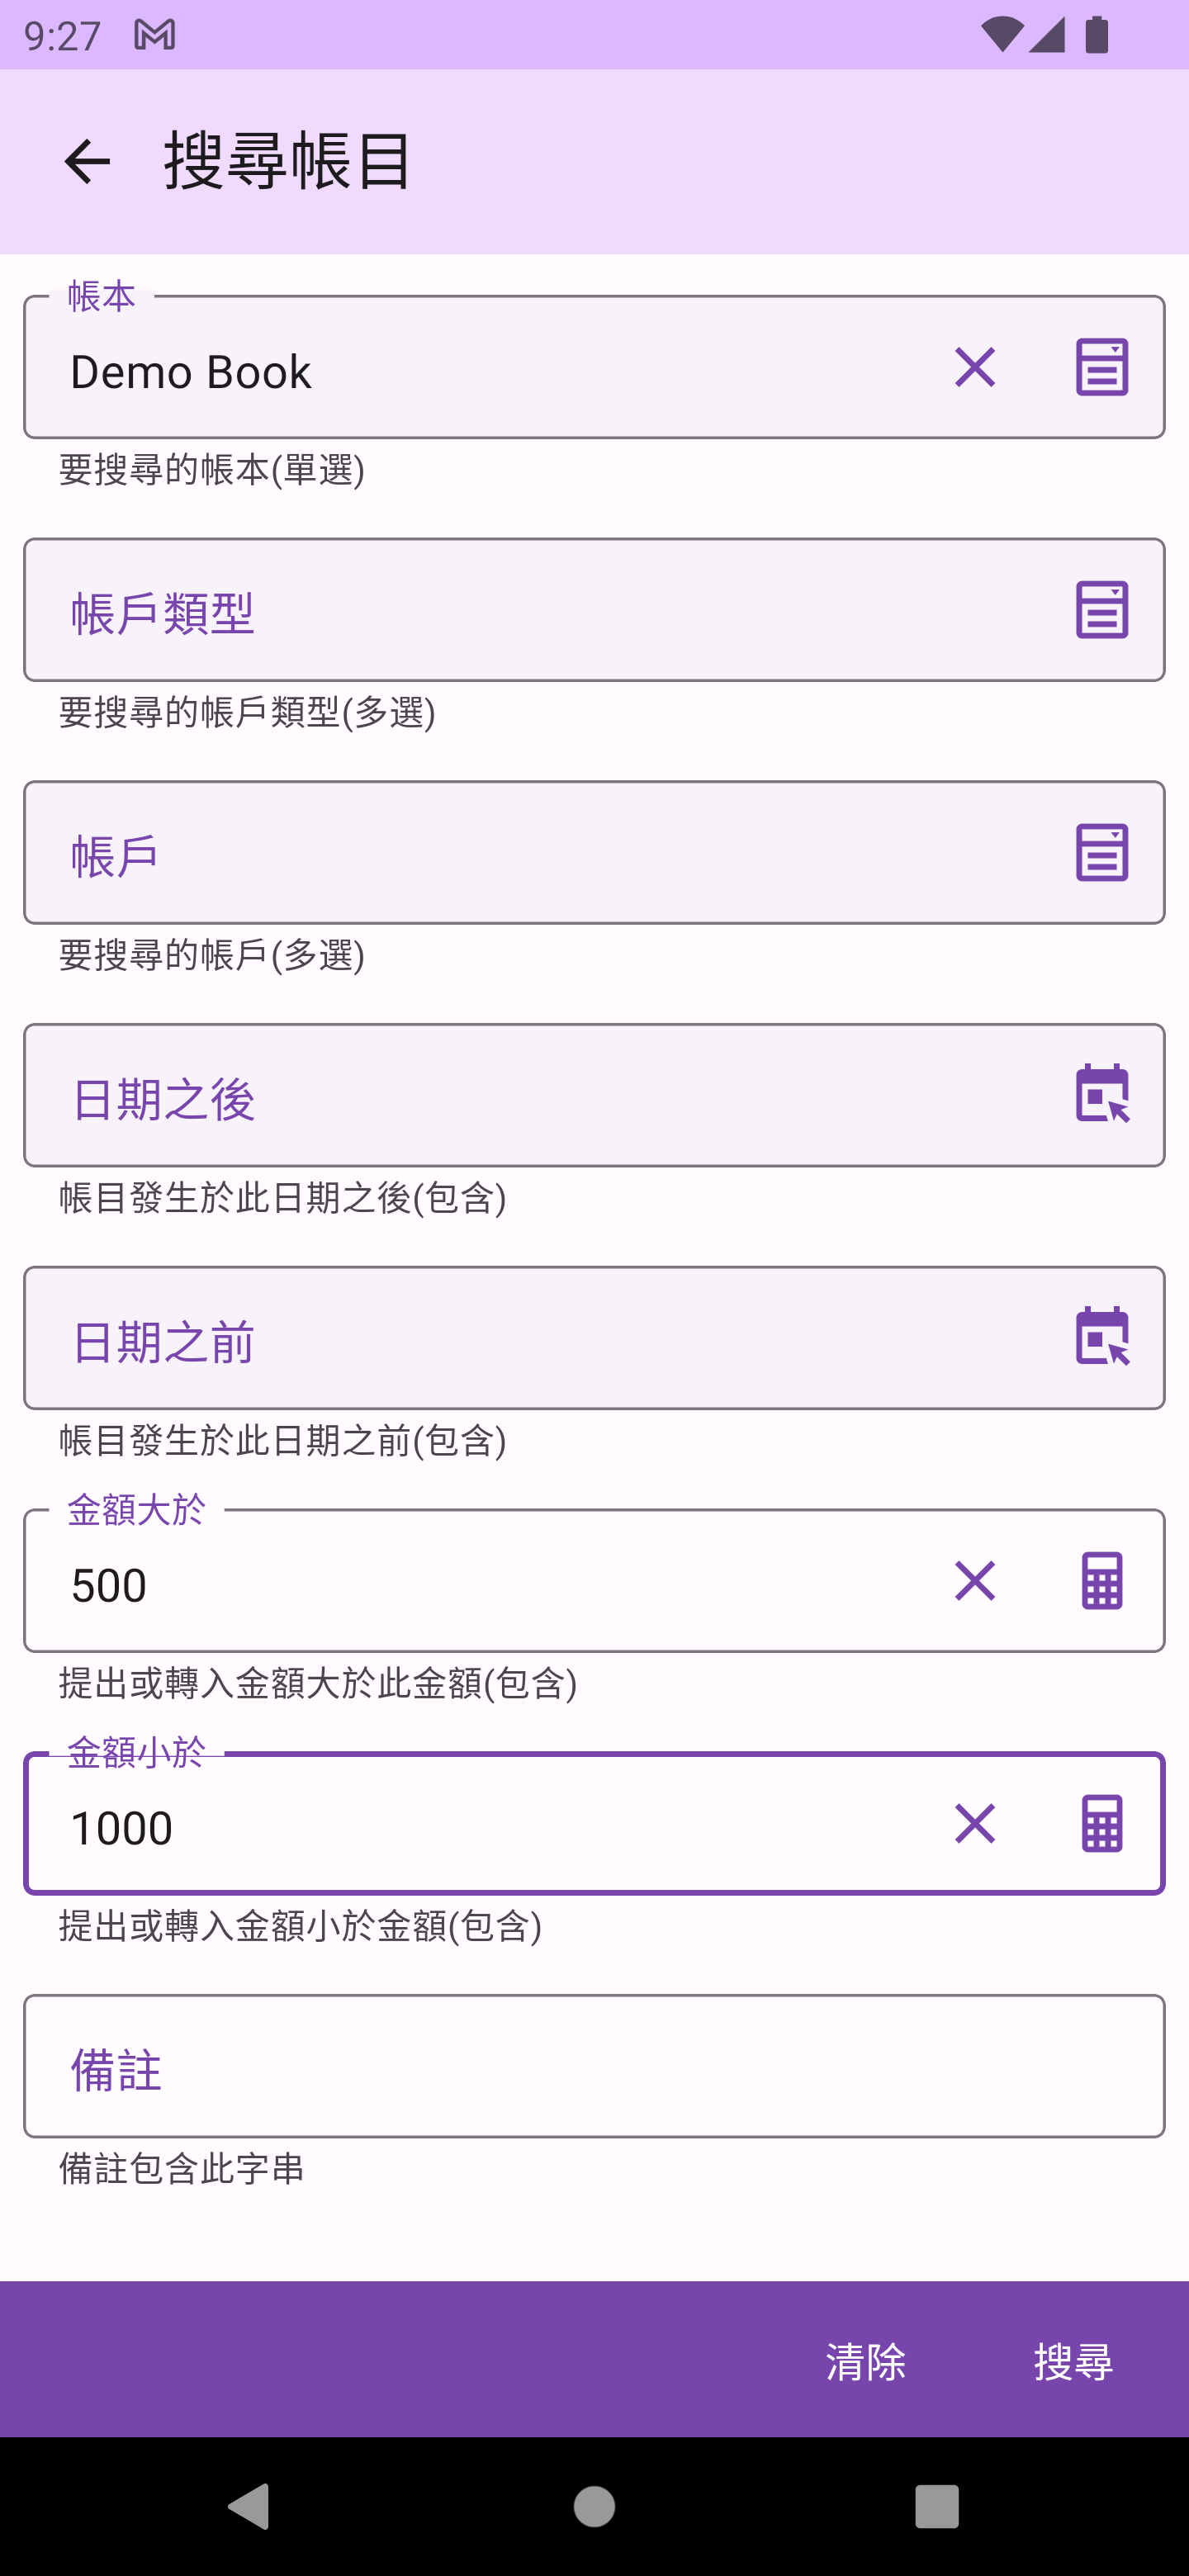 9:27
搜尋帳目
帳本
Demo Book
要搜尋的帳本(單選)
帳戶類型
要搜尋的帳戶類型(多選)
帳戶
要搜尋的帳戶(多選)
日期之後
帳目發生於此日期之後(包含)
日期之前
帳目發生於此日期之前(包含)
金額大於
500
提出或轉入金額大於此金額(包含)
金額小於
1000
提出或轉入金額小於金額(包含)
備註
備註包含此字串
清除 搜尋